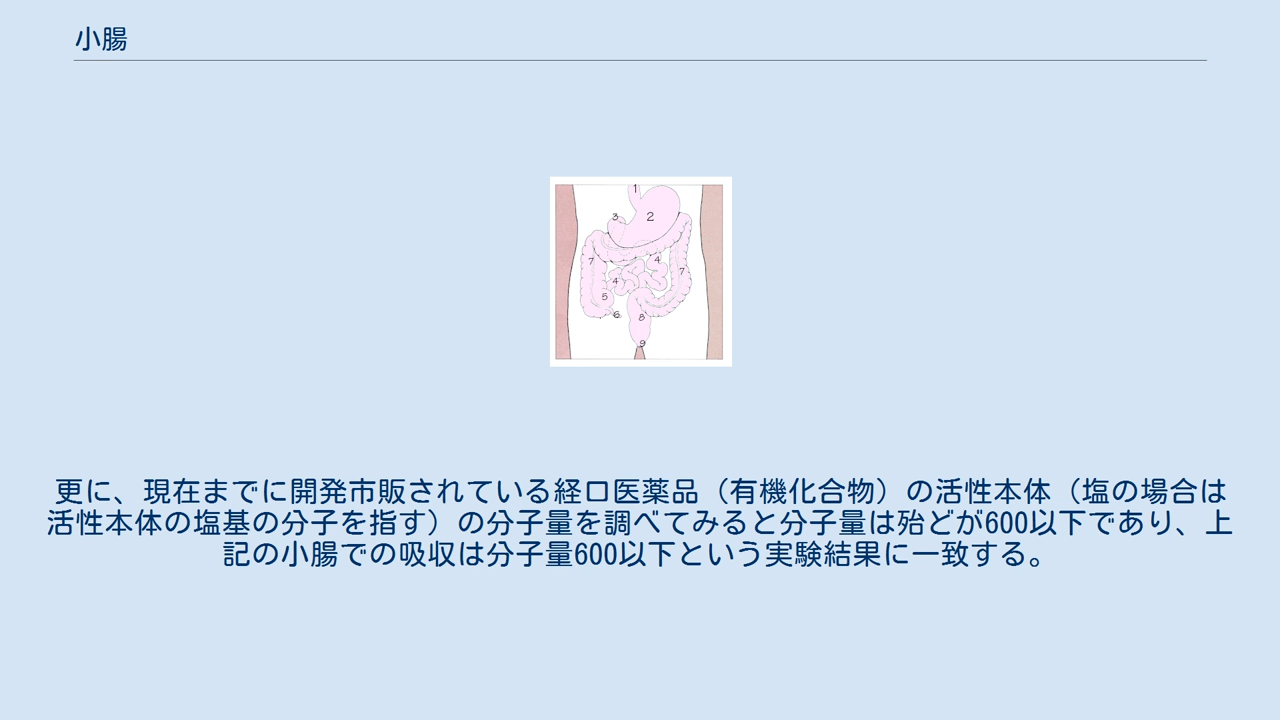 小腸
1
2
3
4
7
7
4
5
6
8
9
更に、現在までに開発市販されている経口医薬品（有機化合物）の活性本体（塩の場合は
活性本体の塩基の分子を指す）の分子量を調べてみると分子量は殆どが600以下であり、上
記の小腸での吸収は分子量600以下という実験結果に一致する。